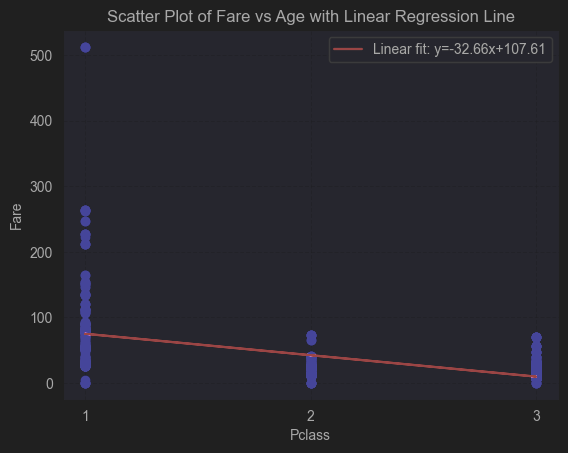 Scatter Plot of Fare vs Age with Linear Regression Line
Linear fit: y=-32.66x+107.61
500
400
300
200
100
0
Fare
1
2
3
Pclass